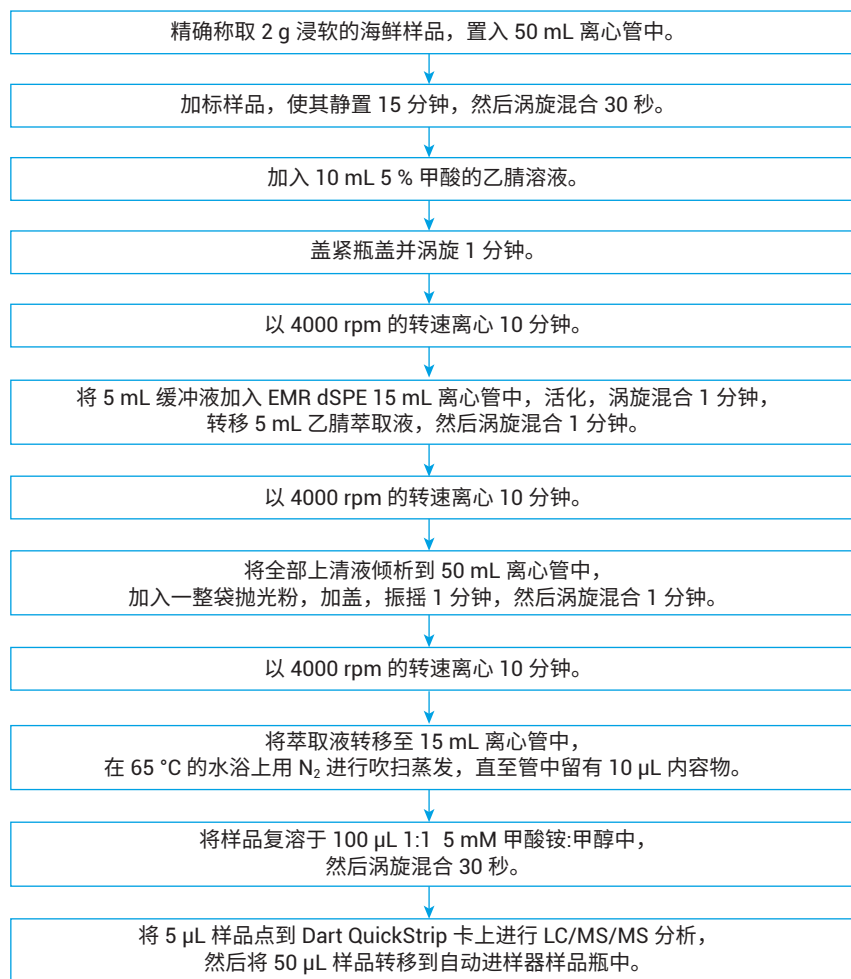 精确称取 2 g 浸软的海鲜样品，置入 50 mL 离心管中。
加标样品，使其静置 15 分钟，然后涡旋混合 30 秒。
加入 10 mL 5 % 甲酸的乙腈溶液。
盖紧瓶盖并涡旋 1 分钟。
以 4000 rpm 的转速离心 10 分钟。
将 5 mL 缓冲液加入 EMR dSPE 15 mL 离心管中，活化，涡旋混合 1 分钟，
转移 5 mL 乙腈萃取液，然后涡旋混合 1 分钟。
以 4000 rpm 的转速离心 10 分钟。
将全部上清液倾析到 50 mL 离心管中，
加入一整袋抛光粉，加盖，振摇 1 分钟，然后涡旋混合 1 分钟。
以 4000 rpm 的转速离心 10 分钟。
将萃取液转移至 15 mL 离心管中，
在 65 °C 的水浴上用 N₂ 进行吹扫蒸发，直至管中留有 10 µL 内容物。
将样品复溶于 100 µL 1:1 5 mM 甲酸铵:甲醇中，
然后涡旋混合 30 秒。
将 5 µL 样品点到 Dart QuickStrip 卡上进行 LC/MS/MS 分析，
然后将 50 µL 样品转移到自动进样器样品瓶中。